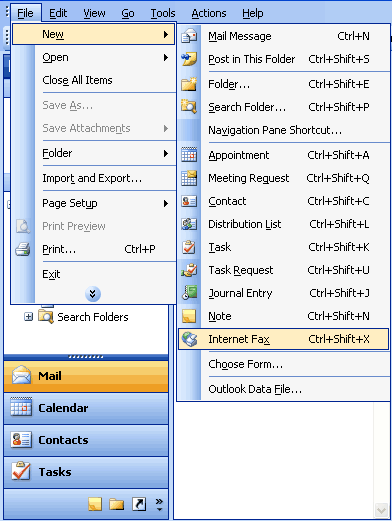 File Edit View Go Tools Actions Help
New
Open
Close All Items
Save As...
Save Attachments
Folder
Import and Export...
Page Setup
Print Preview
Print... Ctrl+P
Exit
Mail Message Ctrl+N
Post in This Folder Ctrl+Shift+S
Folder... Ctrl+Shift+E
Search Folder... Ctrl+Shift+P
Navigation Pane Shortcut...
Appointment Ctrl+Shift+A
Meeting Request Ctrl+Shift+Q
Contact Ctrl+Shift+C
Distribution List Ctrl+Shift+L
Task Ctrl+Shift+K
Task Request Ctrl+Shift+U
Journal Entry Ctrl+Shift+J
Note Ctrl+Shift+N
Internet Fax Ctrl+Shift+X
Choose Form...
Outlook Data File...
Search Folders
Mail
Calendar
Contacts
Tasks